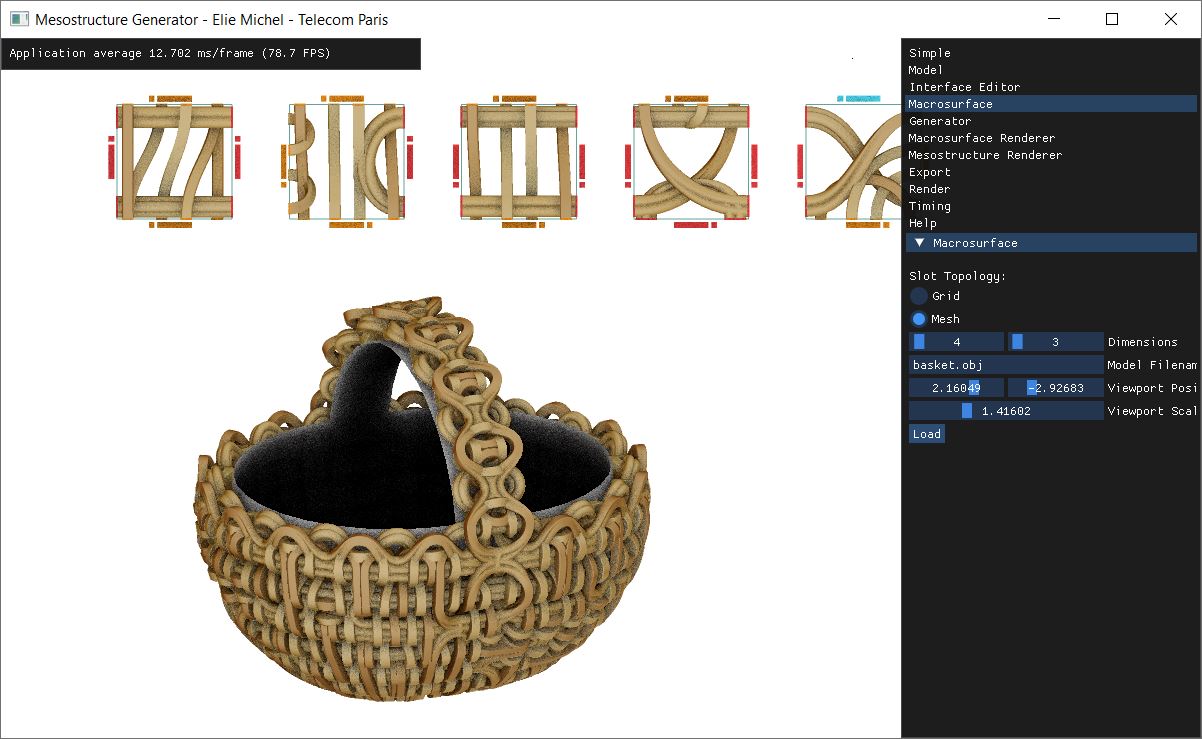 Mesostructure Generator - Elie Michel - Telecom Paris
Application average 12.702 ms/frame (78.7 FPS)
Simple
Model
Interface Editor
Macrosurface
Generator
Macrosurface Renderer
Mesostructure Renderer
Export
Render
Timing
Help
Macrosurface
Slot Topology:
Grid
Mesh
4 3 Dimensions
basket.obj Model Filenam
2.16049 -2.92683 Viewport Posi
1.41602 Viewport Scal
Load